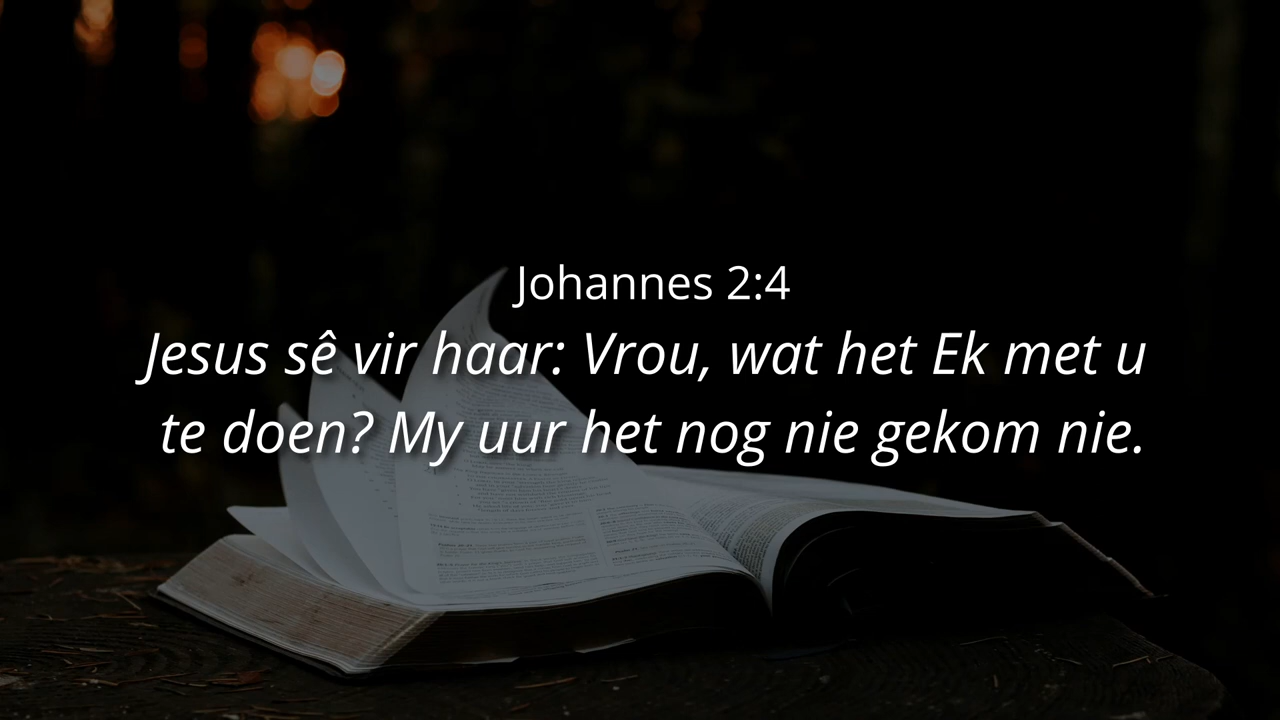 Johannes 2:4
Jesus sê vir haar: Vrou, wat het Ek met u
te doen? My uur het nog nie gekom nie.